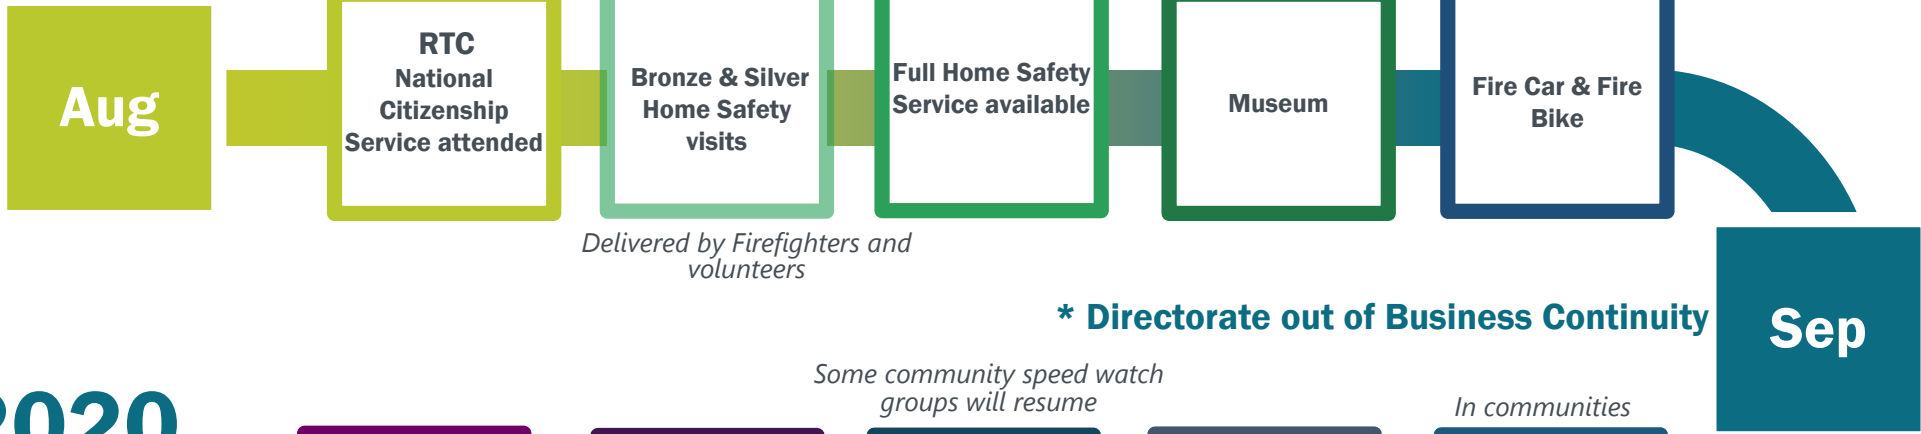 Aug
RTC
National
Citizenship
Service attended
Bronze & Silver
Home Safety
visits
Full Home Safety
Service available
Museum
Fire Car & Fire
Bike
Delivered by Firefighters and
volunteers
* Directorate out of Business Continuity
Sep
Some community speed watch
groups will resume
In communities
2020